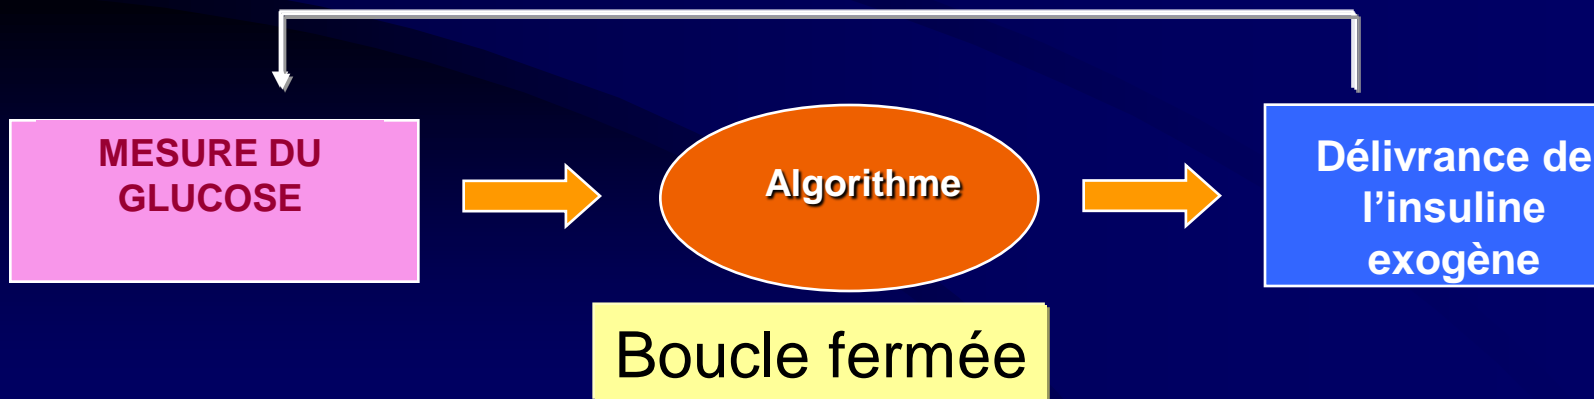 MESURE DU
GLUCOSE
Algorithme
Délivrance de
l’insuline
exogène
Boucle fermée